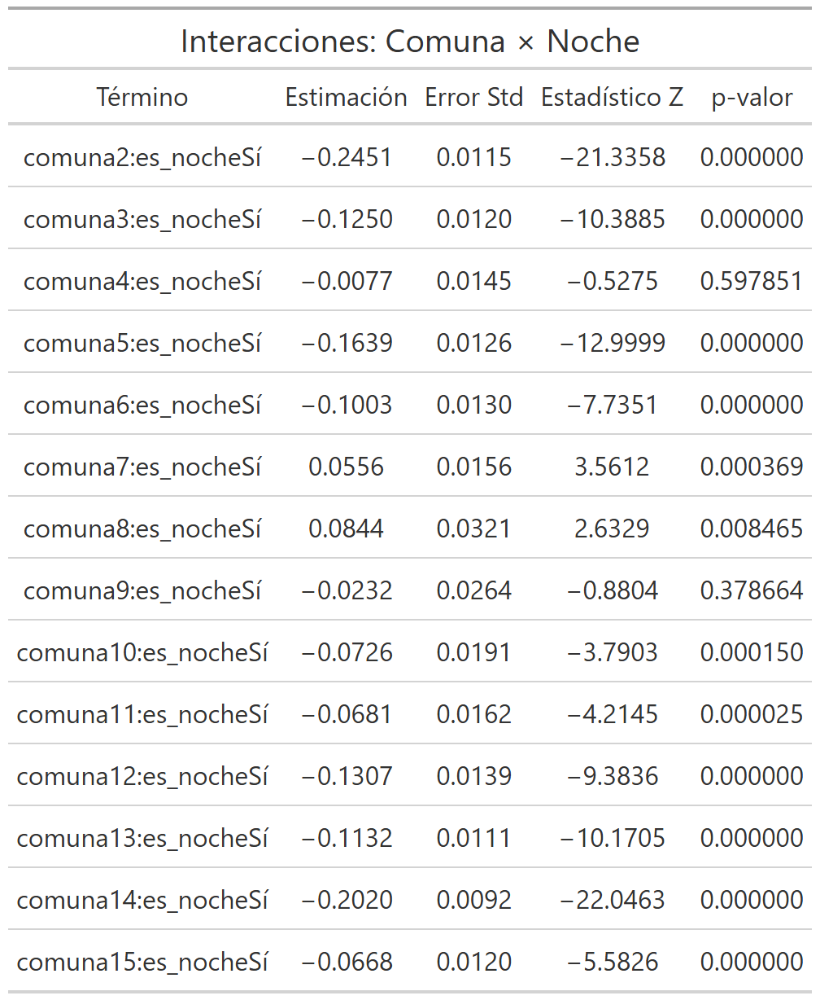 Interacciones: Comuna × Noche
Término Estimación Error Std Estadístico Z p-valor
comuna2:es_nocheSí −0.2451 0.0115 −21.3358 0.000000
comuna3:es_nocheSí −0.1250 0.0120 −10.3885 0.000000
comuna4:es_nocheSí −0.0077 0.0145 −0.5275 0.597851
comuna5:es_nocheSí −0.1639 0.0126 −12.9999 0.000000
comuna6:es_nocheSí −0.1003 0.0130 −7.7351 0.000000
comuna7:es_nocheSí 0.0556 0.0156 3.5612 0.000369
comuna8:es_nocheSí 0.0844 0.0321 2.6329 0.008465
comuna9:es_nocheSí −0.0232 0.0264 −0.8804 0.378664
comuna10:es_nocheSí −0.0726 0.0191 −3.7903 0.000150
comuna11:es_nocheSí −0.0681 0.0162 −4.2145 0.000025
comuna12:es_nocheSí −0.1307 0.0139 −9.3836 0.000000
comuna13:es_nocheSí −0.1132 0.0111 −10.1705 0.000000
comuna14:es_nocheSí −0.2020 0.0092 −22.0463 0.000000
comuna15:es_nocheSí −0.0668 0.0120 −5.5826 0.000000